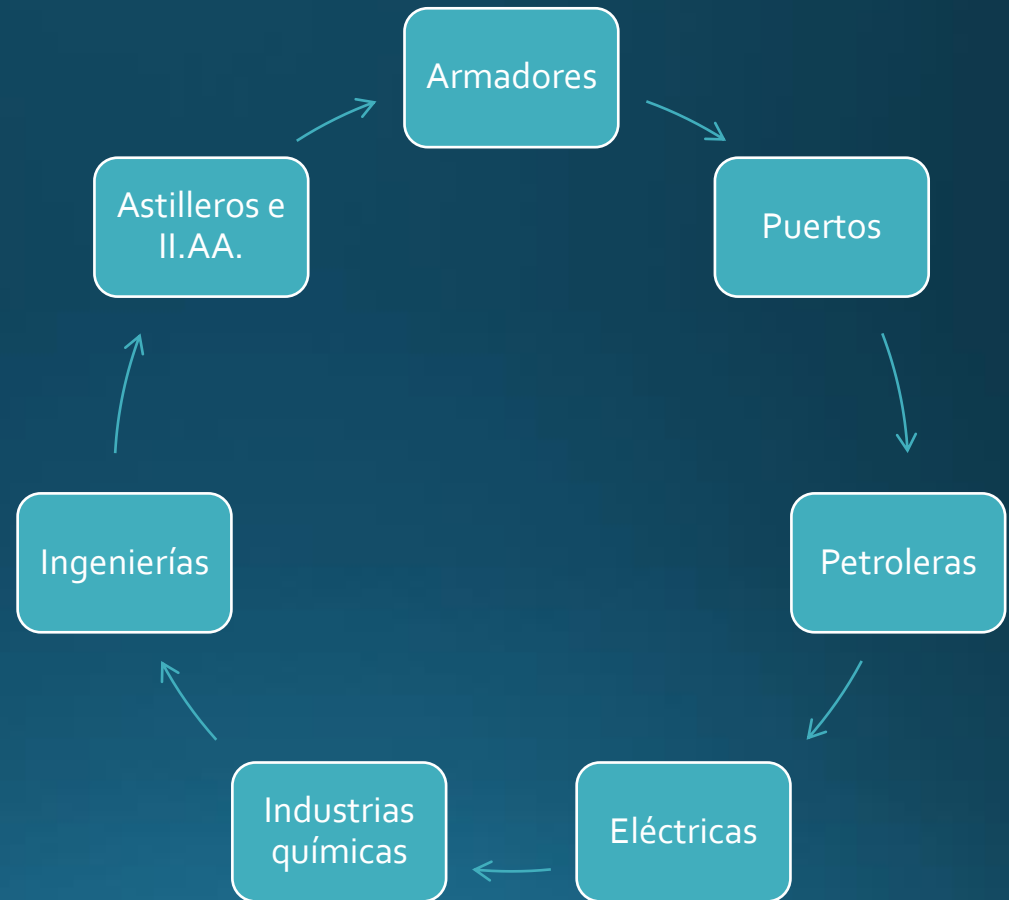 Armadores
Puertos
Petroleras
Eléctricas
Industrias
químicas
Ingenierías
Astilleros e
II.AA.